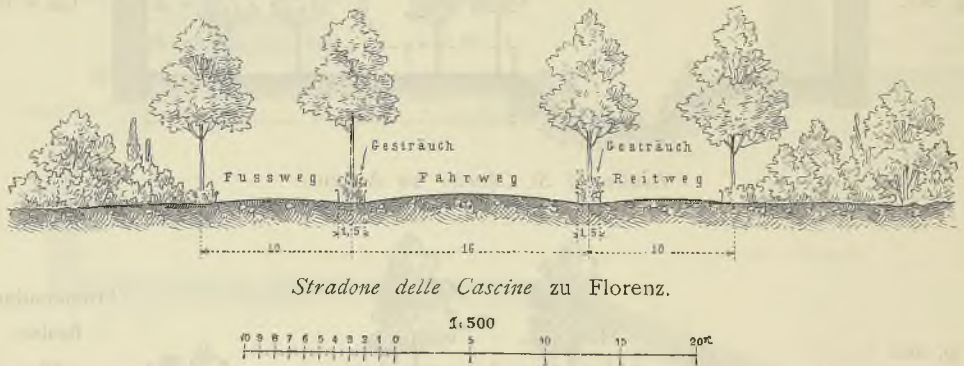 Gesträuch Gesträuch
Fussweg Fahrweg Reitweg
1,5 1,5
10 16 10
Stradone delle Cascine zu Florenz.
1:500
10 9 8 7 6 5 4 3 2 1 0 5 10 15 20m